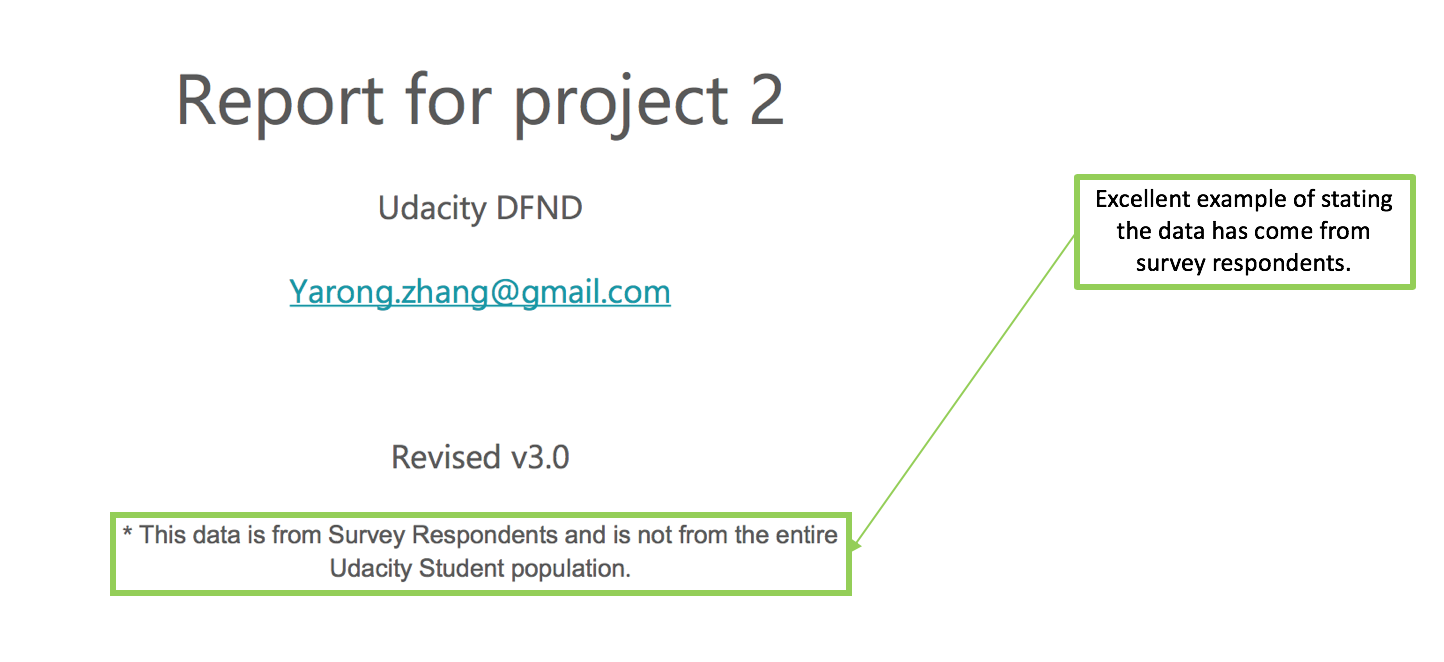 Report for project 2
Udacity DFND
Yarong.zhang@gmail.com
Revised v3.0
* This data is from Survey Respondents and is not from the entire
Udacity Student population.
Excellent example of stating
the data has come from
survey respondents.